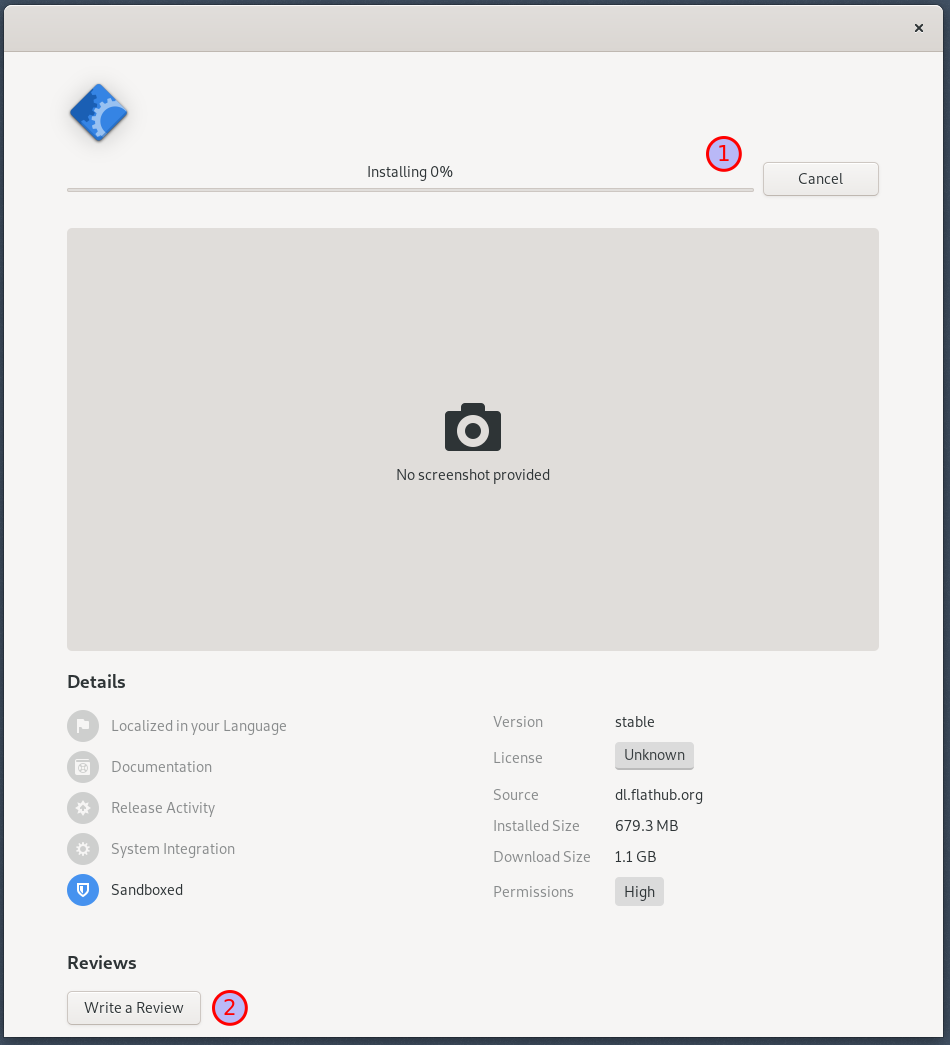 ×
Installing 0%
1
Cancel
No screenshot provided
Details
Localized in your Language
Documentation
Release Activity
System Integration
Sandboxed
Version stable
License Unknown
Source dl.flathub.org
Installed Size 679.3 MB
Download Size 1.1 GB
Permissions High
Reviews
Write a Review
2